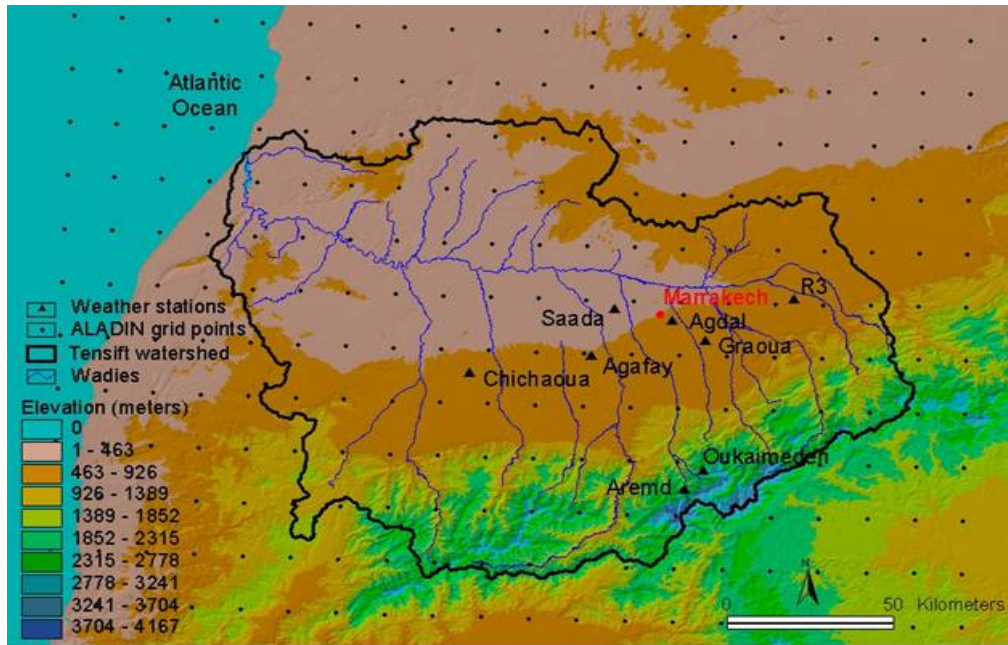 Atlantic
Ocean
Weather stations
ALADIN grid points
Tensift watershed
Wadies
Elevation (meters)
0
1 - 463
463 - 926
926 - 1389
1389 - 1852
1852 - 2315
2315 - 2778
2778 - 3241
3241 - 3704
3704 - 4167
R3
Marrakech
Saada
Agdal
Graoua
Agafay
Chichaoua
Oukaimeden
Aremd
N
0 50 Kilometers